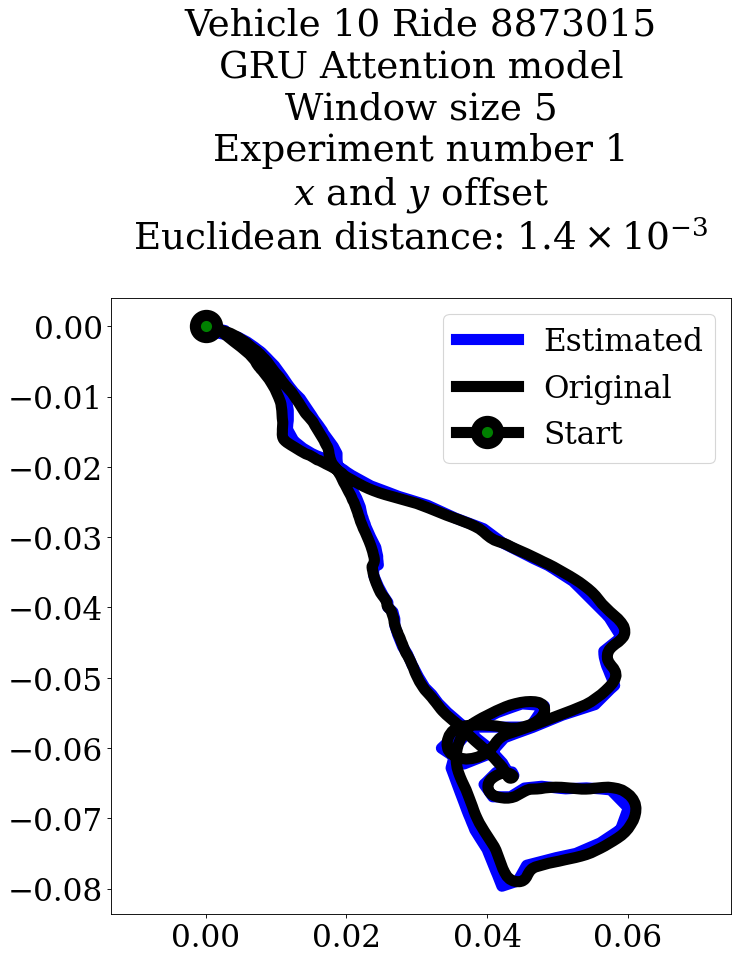 Vehicle 10 Ride 8873015
GRU Attention model
Window size 5
Experiment number 1
x and y offset
Euclidean distance: 1.4 × 10⁻³
Estimated
Original
Start
0.00
−0.01
−0.02
−0.03
−0.04
−0.05
−0.06
−0.07
−0.08
0.00 0.02 0.04 0.06